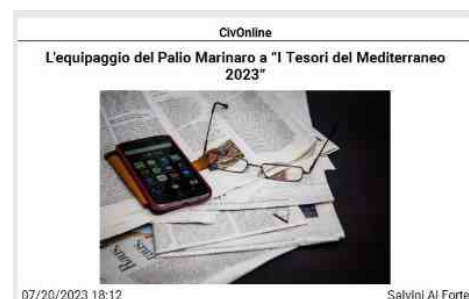 CivOnline
L'equipaggio del Palio Marinaro a "I Tesori del Mediterraneo
2023"
07/20/2023 18:12
Salvini Al Forte